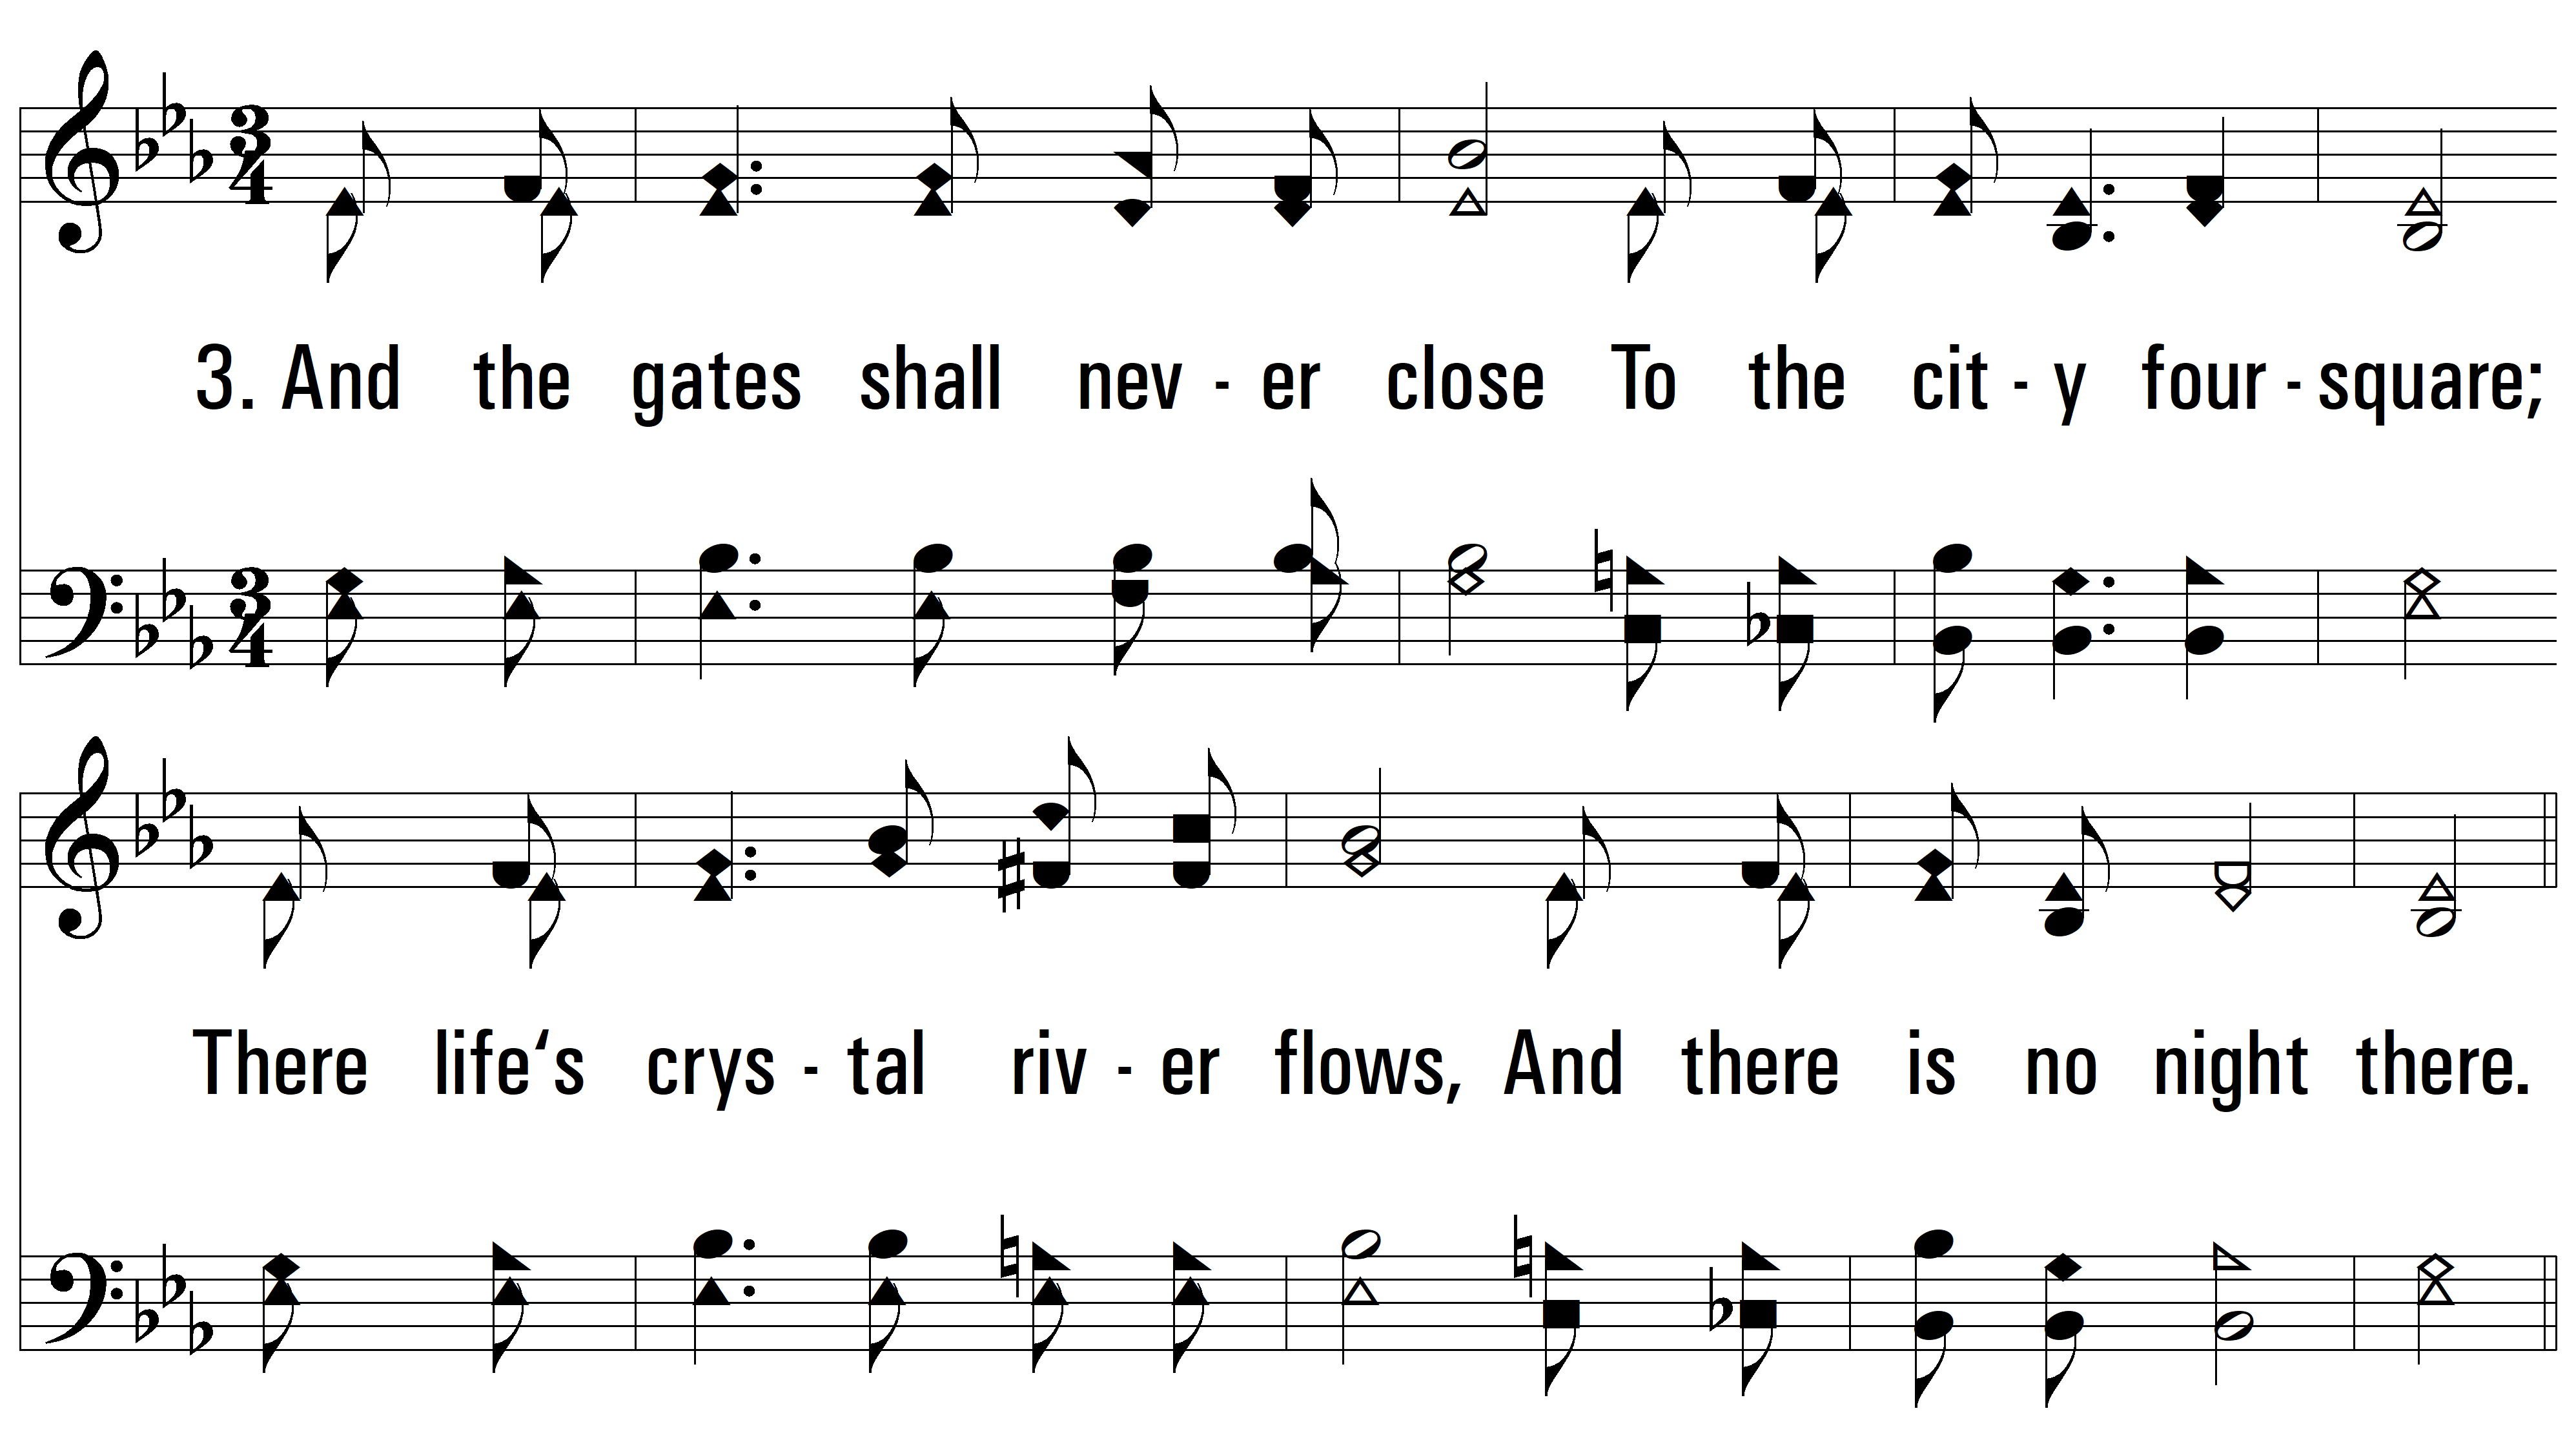 3. And the gates shall nev - er close To the cit - y four - square;
There life‘s crys - tal riv - er flows, And there is no night there.